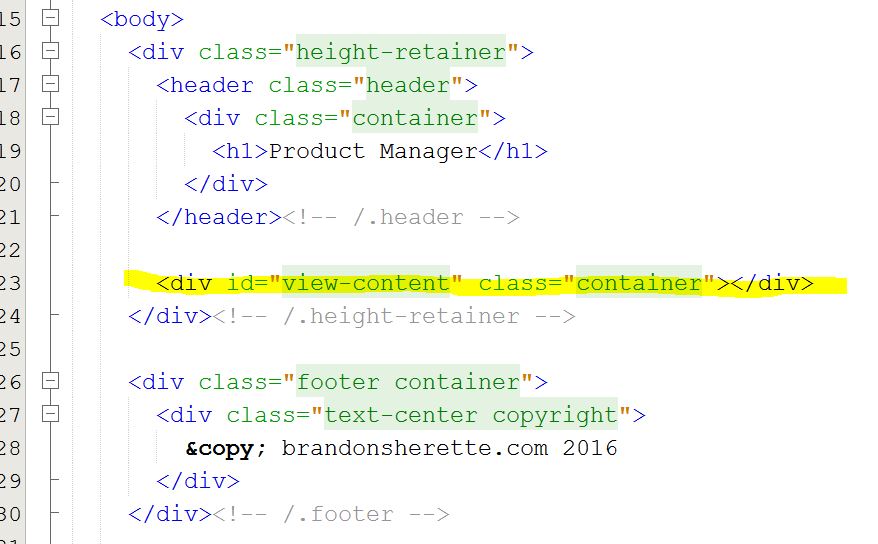 15 <body>
16 <div class="height-retainer">
17 <header class="header">
18 <div class="container">
19 <h1>Product Manager</h1>
20 </div>
21 </header><!-- /.header -->
22
23 <div id="view-content" class="container"></div>
24 </div><!-- /.height-retainer -->
25
26 <div class="footer container">
27 <div class="text-center copyright">
28 &copy; brandonsherette.com 2016
29 </div>
30 </div><!-- /.footer -->